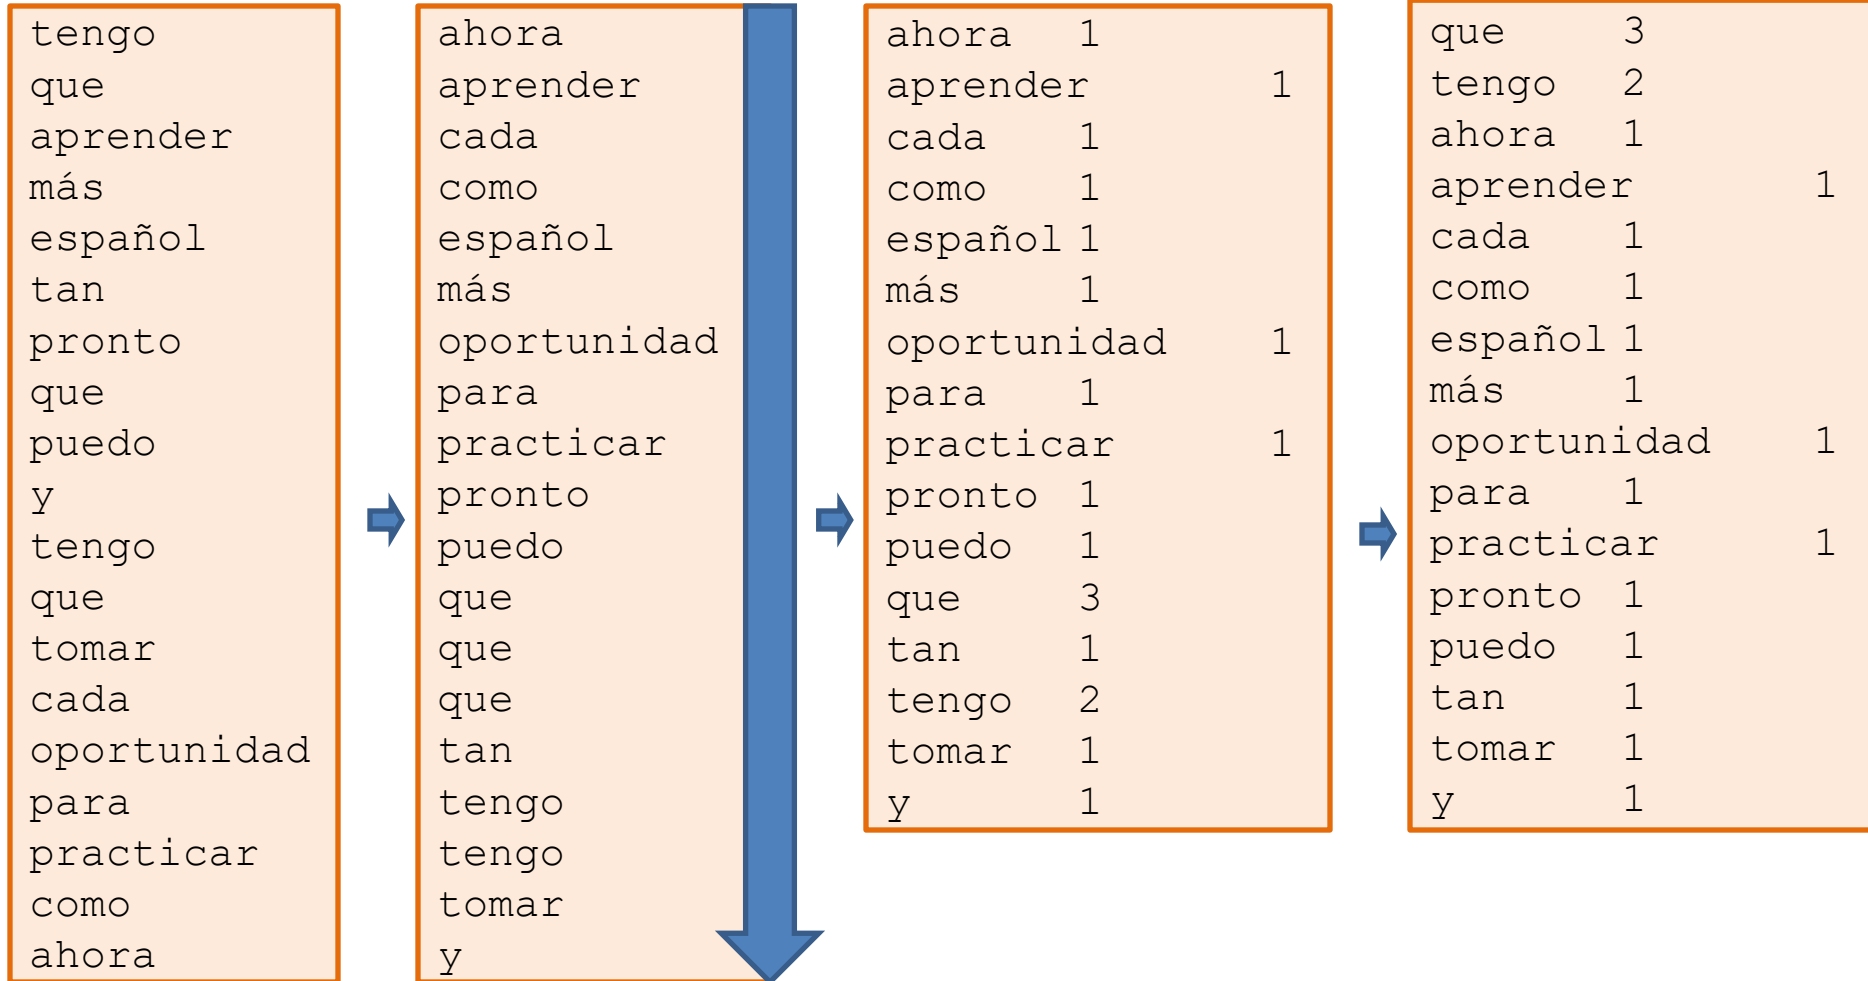 tengo
que
aprender
más
español
tan
pronto
que
puedo
y
tengo
que
tomar
cada
oportunidad
para
practicar
como
ahora
ahora
aprender
cada
como
español
más
oportunidad
para
practicar
pronto
puedo
que
que
que
tan
tengo
tengo
tomar
y
ahora 1
aprender 1
cada 1
como 1
español 1
más 1
oportunidad 1
para 1
practicar 1
pronto 1
puedo 1
que 3
tan 1
tengo 2
tomar 1
y 1
que 3
tengo 2
ahora 1
aprender 1
cada 1
como 1
español 1
más 1
oportunidad 1
para 1
practicar 1
pronto 1
puedo 1
tan 1
tomar 1
y 1